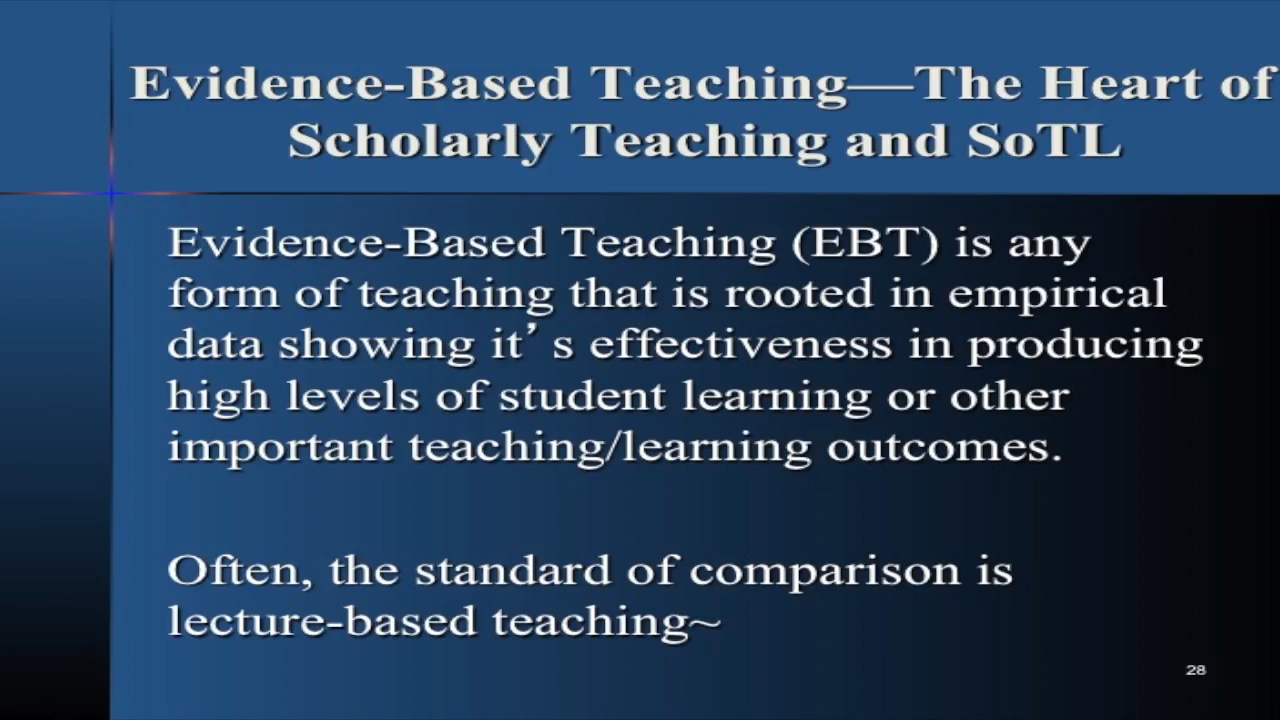 Evidence-Based Teaching—The Heart of
Scholarly Teaching and SoTL
Evidence-Based Teaching (EBT) is any
form of teaching that is rooted in empirical
data showing it’s effectiveness in producing
high levels of student learning or other
important teaching/learning outcomes.
Often, the standard of comparison is
lecture-based teaching~
28